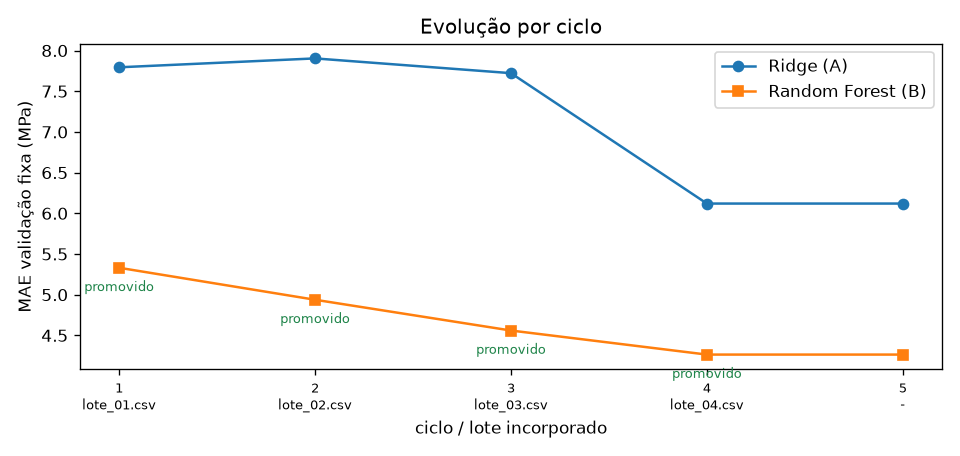 Evolução por ciclo
MAE validação fixa (MPa)
8.0
7.5
7.0
6.5
6.0
5.5
5.0
4.5
Ridge (A)
Random Forest (B)
promovido
promovido
promovido
promovido
1
lote_01.csv
2
lote_02.csv
3
lote_03.csv
4
lote_04.csv
5
-
ciclo / lote incorporado